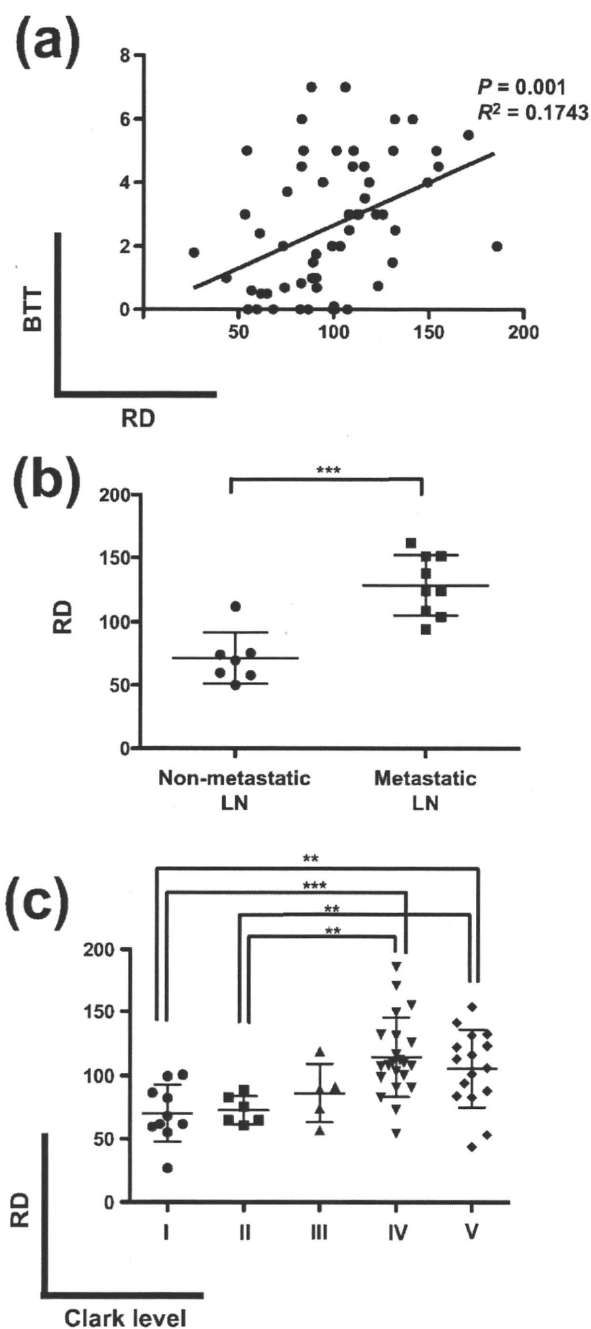 (a)
8
6
4
2
0
50
100
150
200
P = 0.001
R² = 0.1743
BTT
RD
(b)
***
200
150
100
50
0
RD
Non-metastatic
LN
Metastatic
LN
(c)
**
***
**
**
200
150
100
50
0
I
II
III
IV
V
RD
Clark level